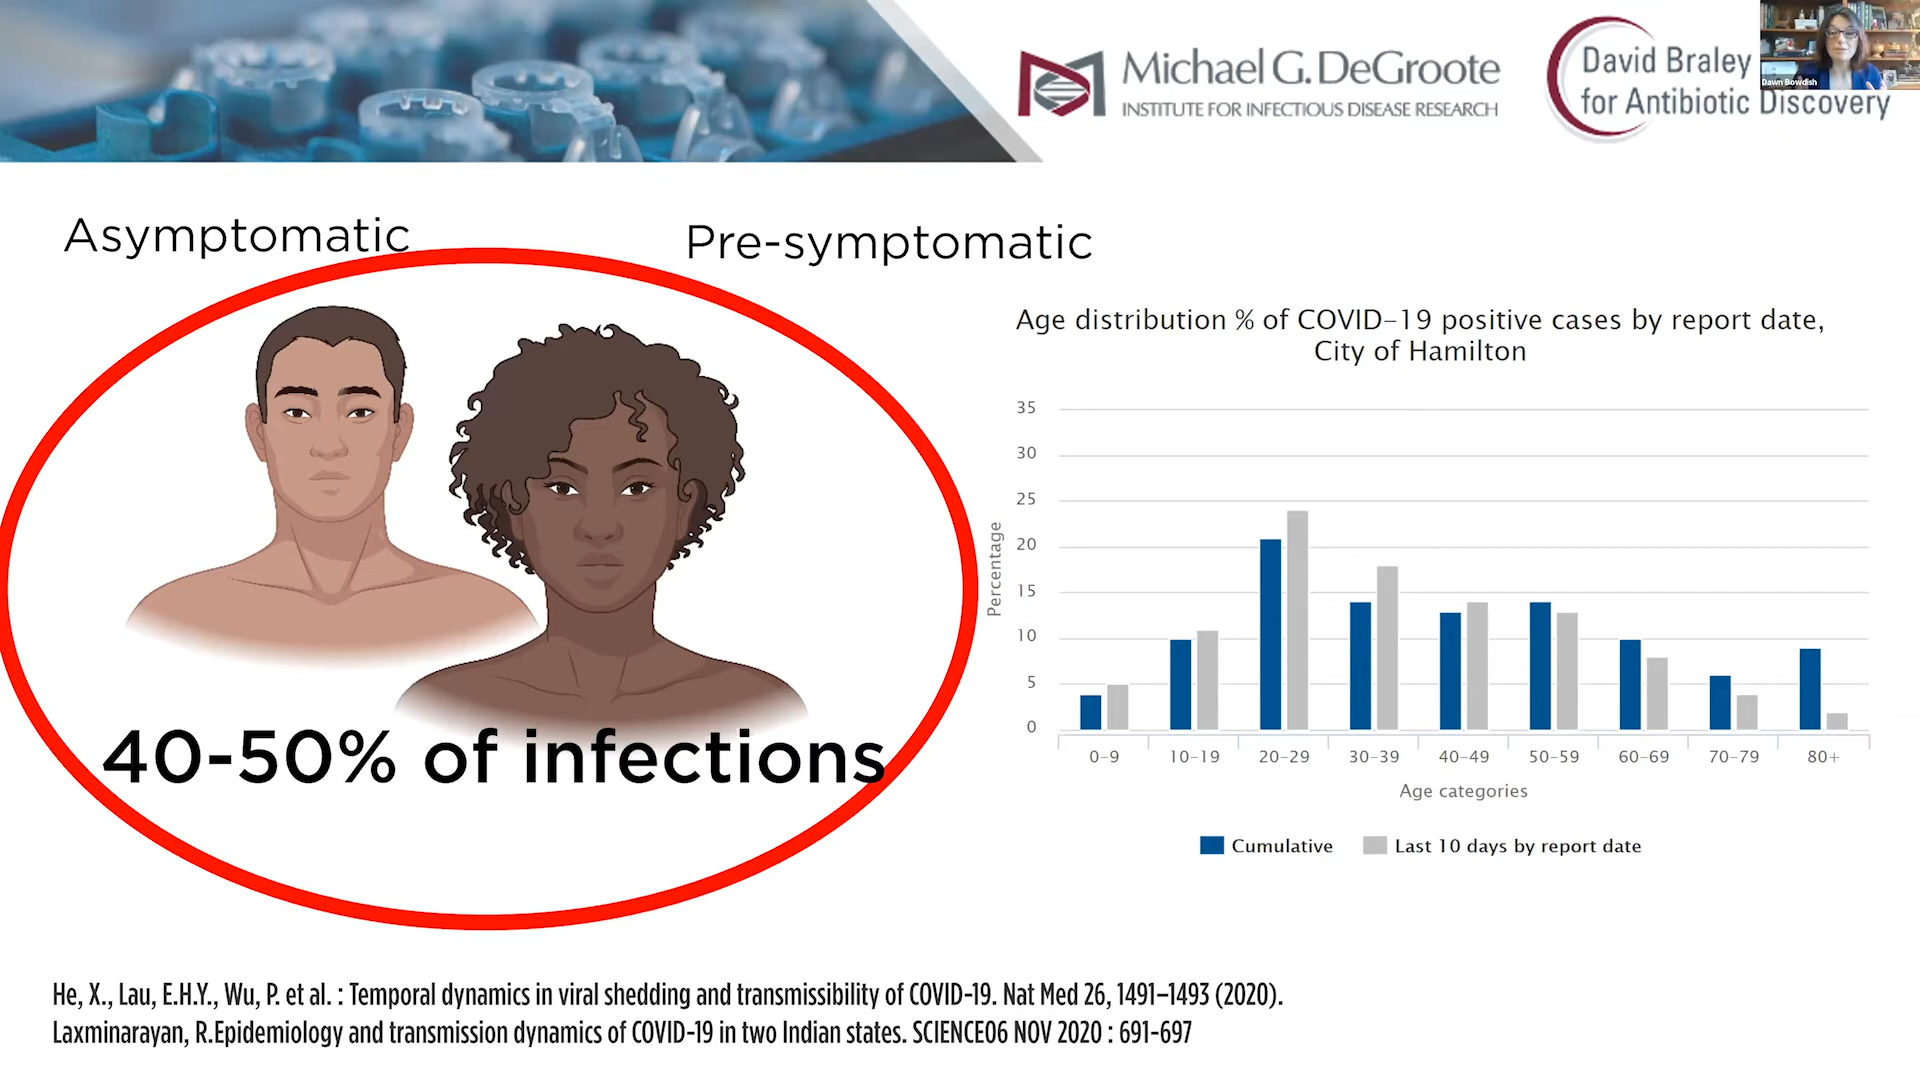 Michael G. DeGroote
INSTITUTE FOR INFECTIOUS DISEASE RESEARCH
David Braley
for Antibiotic Discovery
Dawn Bowdish
Asymptomatic
Pre-symptomatic
40-50% of infections
Age distribution % of COVID-19 positive cases by report date,
City of Hamilton
Percentage
35
30
25
20
15
10
5
0
0-9 10-19 20-29 30-39 40-49 50-59 60-69 70-79 80+
Age categories
Cumulative Last 10 days by report date
He, X., Lau, E.H.Y., Wu, P. et al. : Temporal dynamics in viral shedding and transmissibility of COVID-19. Nat Med 26, 1491–1493 (2020).
Laxminarayan, R.Epidemiology and transmission dynamics of COVID-19 in two Indian states. SCIENCE06 NOV 2020 : 691-697